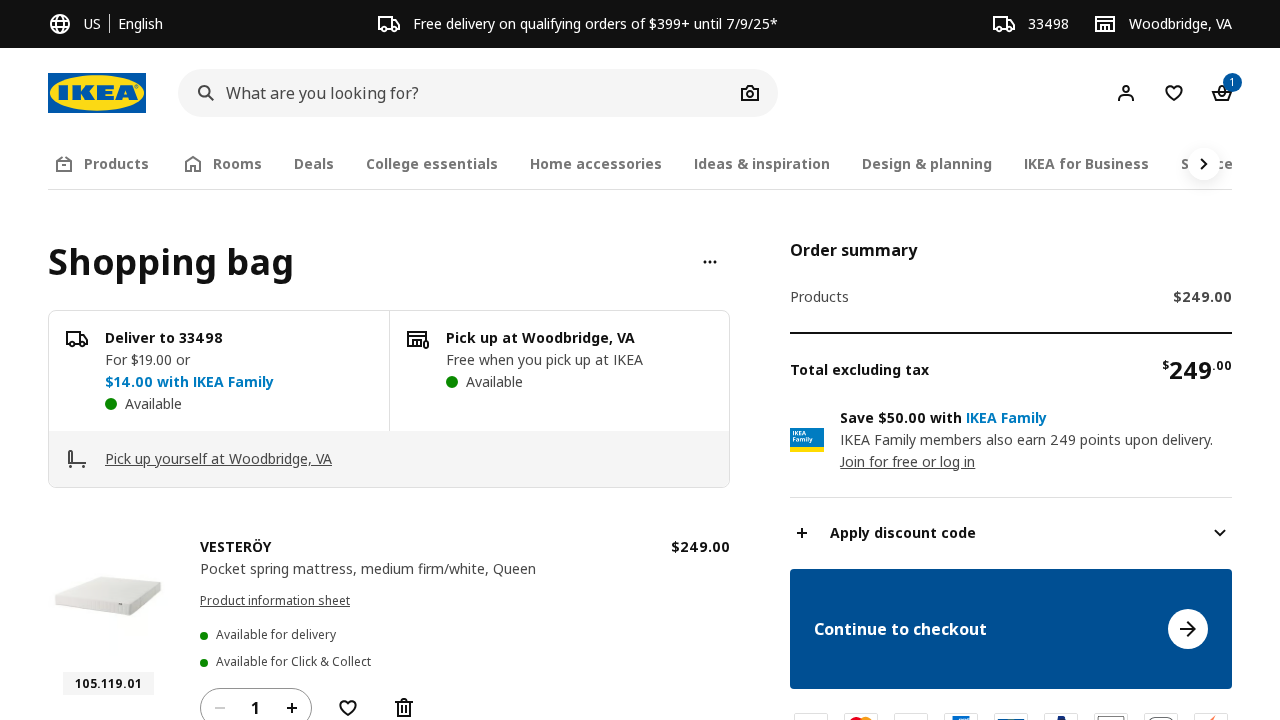 US | English
Free delivery on qualifying orders of $399+ until 7/9/25*
33498
Woodbridge, VA
IKEA
What are you looking for?
1
Products
Rooms
Deals
College essentials
Home accessories
Ideas & inspiration
Design & planning
IKEA for Business
Shopping bag
Deliver to 33498
For $19.00 or
$14.00 with IKEA Family
Available
Pick up at Woodbridge, VA
Free when you pick up at IKEA
Available
Pick up yourself at Woodbridge, VA
105.119.01
VESTERÖY
$249.00
Pocket spring mattress, medium firm/white, Queen
Product information sheet
Available for delivery
Available for Click & Collect
1
Order summary
Products
$249.00
Total excluding tax
$249.00
IKEA
Family
Save $50.00 with IKEA Family
IKEA Family members also earn 249 points upon delivery.
Join for free or log in
Apply discount code
Continue to checkout